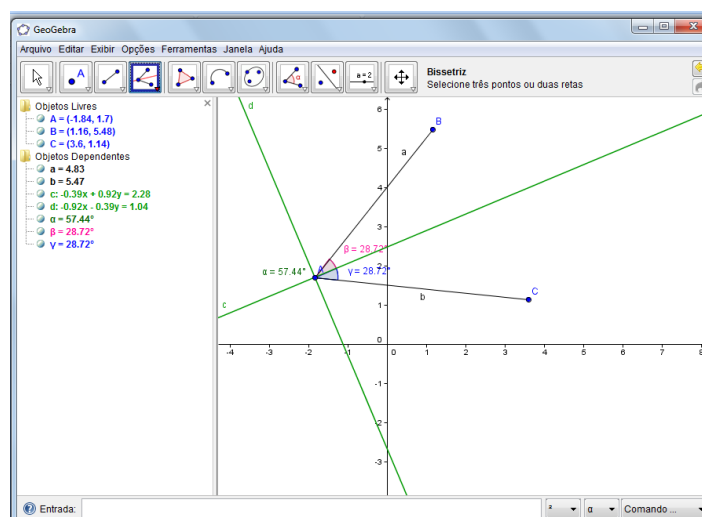 GeoGebra
Arquivo Editar Exibir Opções Ferramentas Janela Ajuda
A
α
a = 2
Bissetriz
Selecione três pontos ou duas retas
Objetos Livres
A = (-1.84, 1.7)
B = (1.16, 5.48)
C = (3.6, 1.14)
Objetos Dependentes
a = 4.83
b = 5.47
c: -0.39x + 0.92y = 2.28
d: -0.92x - 0.39y = 1.04
α = 57.44°
β = 28.72°
γ = 28.72°
d
6
B
a
5
4
3
β = 28.72°
2
α = 57.44°
A
γ = 28.72°
C
b
c
1
0
-4 -3 -2 -1 0 1 2 3 4 5 6 7 8
-1
-2
-3
Entrada:
²
α
Comando ...